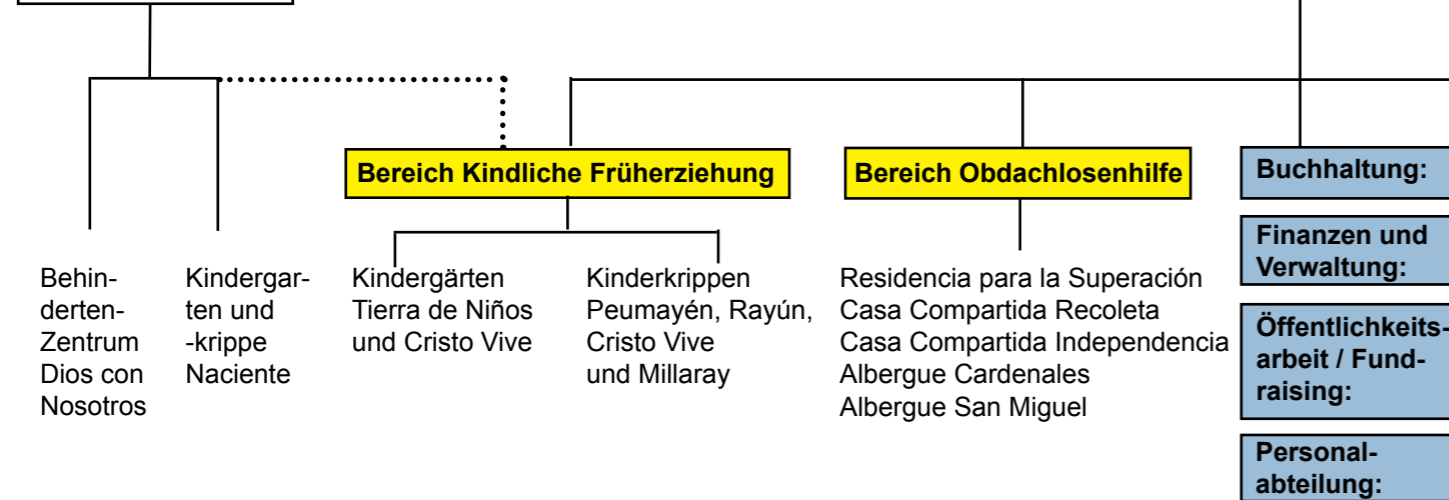 Bereich Kindliche Früherziehung
Bereich Obdachlosenhilfe
Buchhaltung:
Finanzen und
Verwaltung:
Öffentlichkeits-
arbeit / Fund-
raising:
Personal-
abteilung:
Behin-
derten-
Zentrum
Dios con
Nosotros
Kindergar-
ten und
-krippe
Naciente
Kindergärten
Tierra de Niños
und Cristo Vive
Kinderkrippen
Peumayén, Rayún,
Cristo Vive
und Millaray
Residencia para la Superación
Casa Compartida Recoleta
Casa Compartida Independencia
Albergue Cardenales
Albergue San Miguel